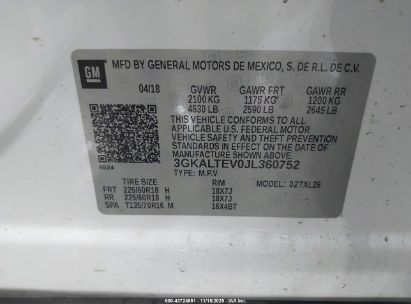 GM
MFD BY GENERAL MOTORS DE MEXICO, S. DE R.L. DE C.V.
04/18 GVWR GAWR FRT GAWR RR
2100 KG 1175 KG 1200 KG
4630 LB 2590 LB 2645 LB
THIS VEHICLE CONFORMS TO ALL
APPLICABLE U.S. FEDERAL MOTOR
VEHICLE SAFETY AND THEFT PREVENTION
STANDARDS IN EFFECT ON THE DATE OF
MANUFACTURE SHOWN ABOVE.
3GKALTEV0JL360752
8624 TYPE: M.P.V
TIRE SIZE RIM MODEL: 02TXL26
FRT 225/60R18 H 18X7J
RR 225/60R18 H 18X7J
SPA T135/70R16 M 16X4BT